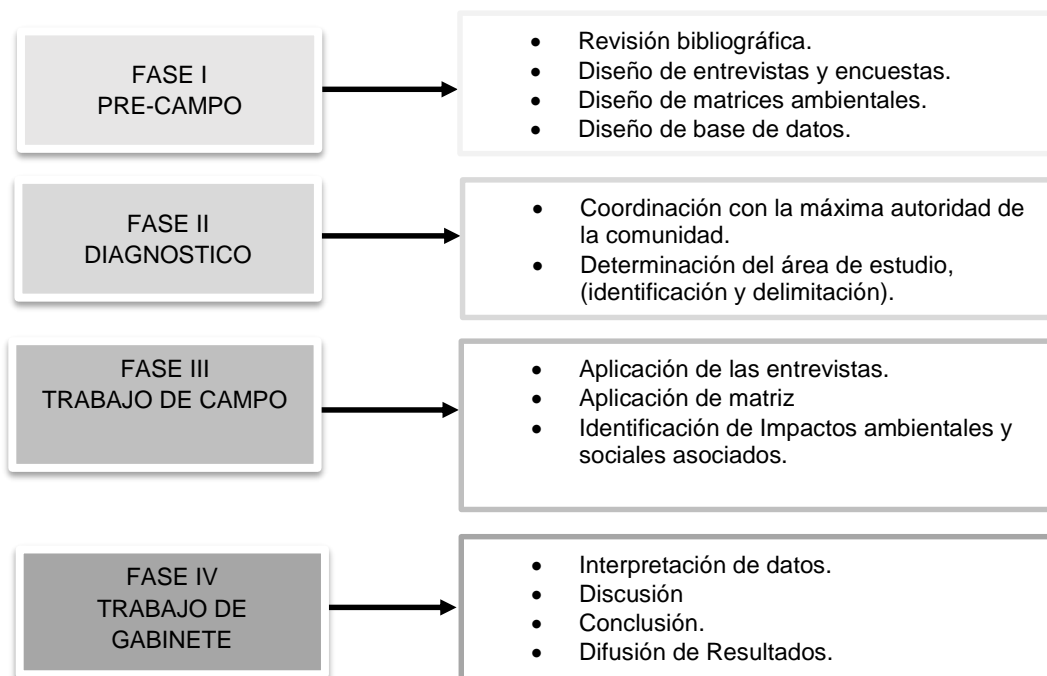 FASE I
PRE-CAMPO
• Revisión bibliográfica.
• Diseño de entrevistas y encuestas.
• Diseño de matrices ambientales.
• Diseño de base de datos.
FASE II
DIAGNOSTICO
• Coordinación con la máxima autoridad de
la comunidad.
• Determinación del área de estudio,
(identificación y delimitación).
FASE III
TRABAJO DE CAMPO
• Aplicación de las entrevistas.
• Aplicación de matriz
• Identificación de Impactos ambientales y
sociales asociados.
FASE IV
TRABAJO DE
GABINETE
• Interpretación de datos.
• Discusión
• Conclusión.
• Difusión de Resultados.